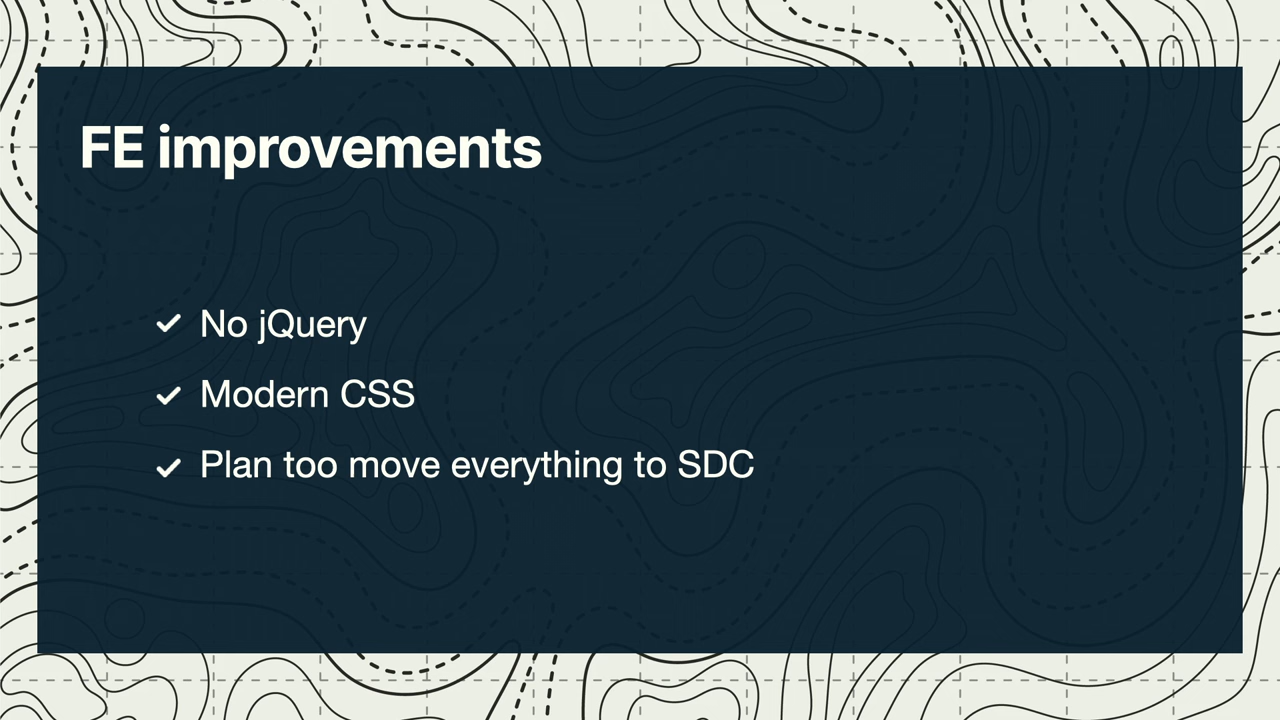 FE improvements
No jQuery
Modern CSS
Plan too move everything to SDC